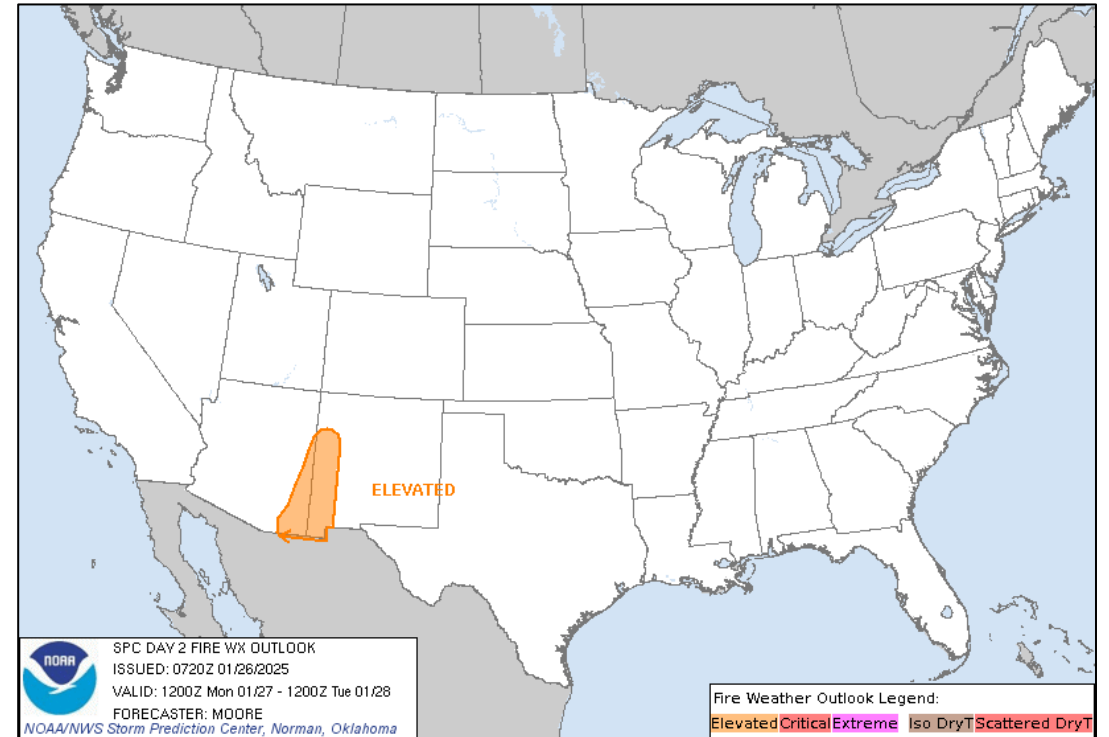 ELEVATED
NOAA
SPC DAY 2 FIRE WX OUTLOOK
ISSUED: 0720Z 01/26/2025
VALID: 1200Z Mon 01/27 - 1200Z Tue 01/28
FORECASTER: MOORE
NOAA/NWS Storm Prediction Center, Norman, Oklahoma
Fire Weather Outlook Legend:
Elevated Critical Extreme Iso DryT Scattered DryT